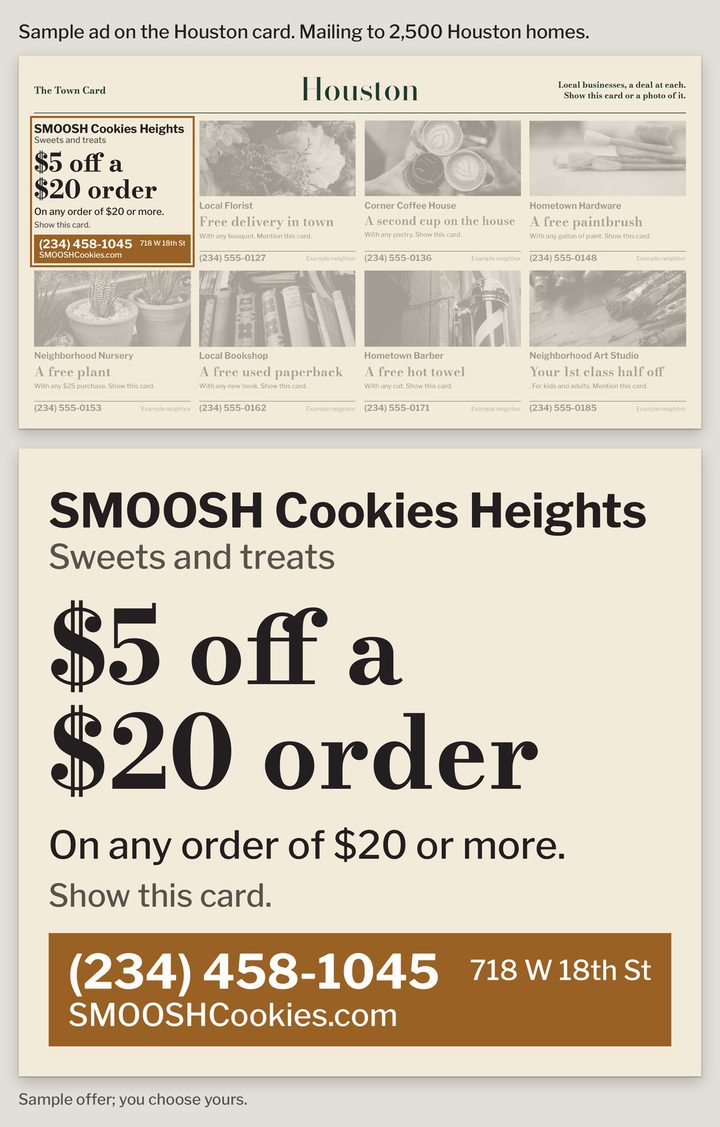 Sample ad on the Houston card. Mailing to 2,500 Houston homes.
The Town Card
Houston
Local businesses, a deal at each.
Show this card or a photo of it.
SMOOSH Cookies Heights
Sweets and treats
$5 off a
$20 order
On any order of $20 or more.
Show this card.
(234) 458-1045 718 W 18th St
SMOOSHCookies.com
Local Florist
Free delivery in town
With any bouquet. Mention this card.
(234) 555-0127 Example neighbor
Corner Coffee House
A second cup on the house
With any pastry. Show this card.
(234) 555-0136 Example neighbor
Hometown Hardware
A free paintbrush
With any gallon of paint. Show this card.
(234) 555-0148 Example neighbor
Neighborhood Nursery
A free plant
With any $25 purchase. Show this card.
(234) 555-0153 Example neighbor
Local Bookshop
A free used paperback
With any new book. Show this card.
(234) 555-0162 Example neighbor
Hometown Barber
A free hot towel
With any cut. Show this card.
(234) 555-0171 Example neighbor
Neighborhood Art Studio
Your 1st class half off
For kids and adults. Mention this card.
(234) 555-0185 Example neighbor
SMOOSH Cookies Heights
Sweets and treats
$5 off a
$20 order
On any order of $20 or more.
Show this card.
(234) 458-1045 718 W 18th St
SMOOSHCookies.com
Sample offer; you choose yours.